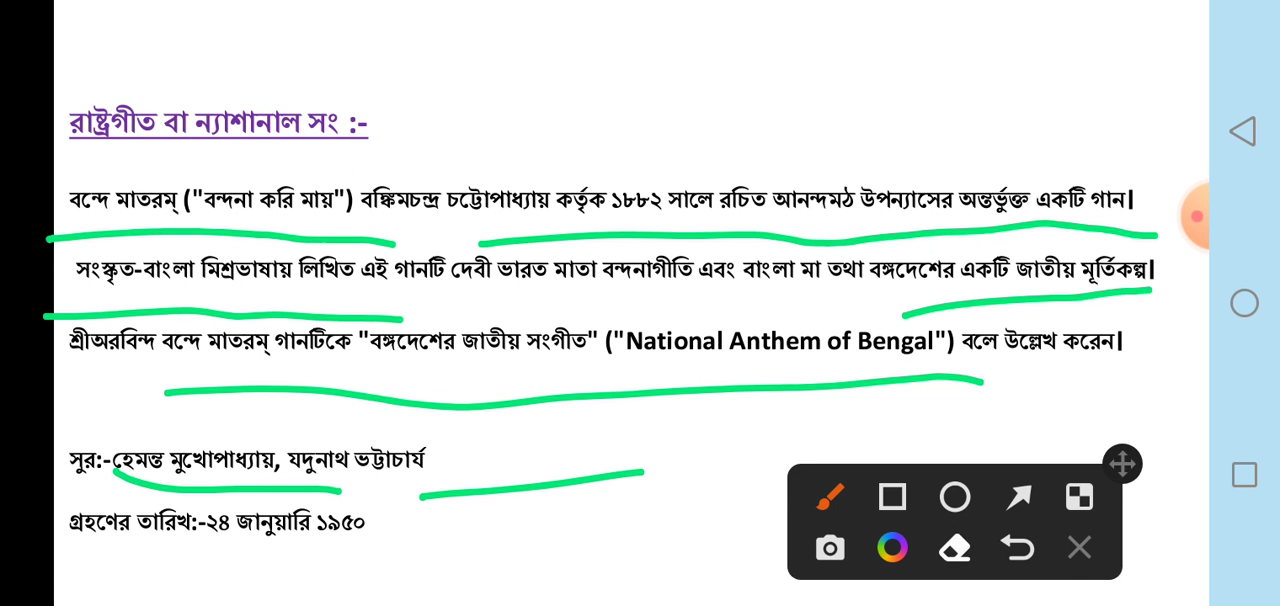 রাষ্ট্রগীত বা ন্যাশানাল সং :-
বন্দে মাতরম্ ("বন্দনা করি মায়") বঙ্কিমচন্দ্র চট্টোপাধ্যায় কর্তৃক ১৮৮২ সালে রচিত আনন্দমঠ উপন্যাসের অন্তর্ভুক্ত একটি গান।
সংস্কৃত-বাংলা মিশ্রভাষায় লিখিত এই গানটি দেবী ভারত মাতা বন্দনাগীতি এবং বাংলা মা তথা বঙ্গদেশের একটি জাতীয় মূর্তিকল্প।
শ্রীঅরবিন্দ বন্দে মাতরম্ গানটিকে "বঙ্গদেশের জাতীয় সংগীত" ("National Anthem of Bengal") বলে উল্লেখ করেন।
সুর:-হেমন্ত মুখোপাধ্যায়, যদুনাথ ভট্টাচার্য
গ্রহণের তারিখ:-২৪ জানুয়ারি ১৯৫০